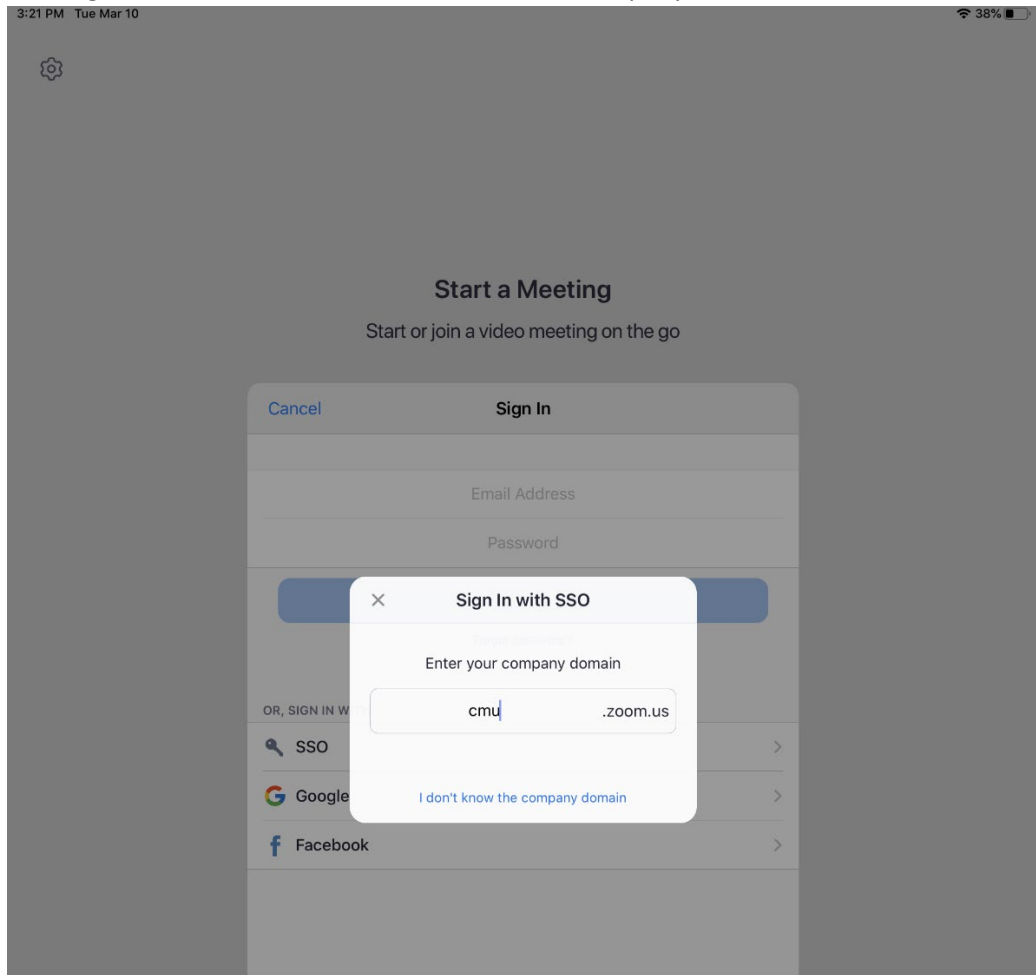 3:21 PM Tue Mar 10 38%
Start a Meeting
Start or join a video meeting on the go
Cancel Sign In
Email Address
Password
Sign In with SSO
Enter your company domain
OR, SIGN IN W
cmu .zoom.us
SSO
Google
I don't know the company domain
Facebook